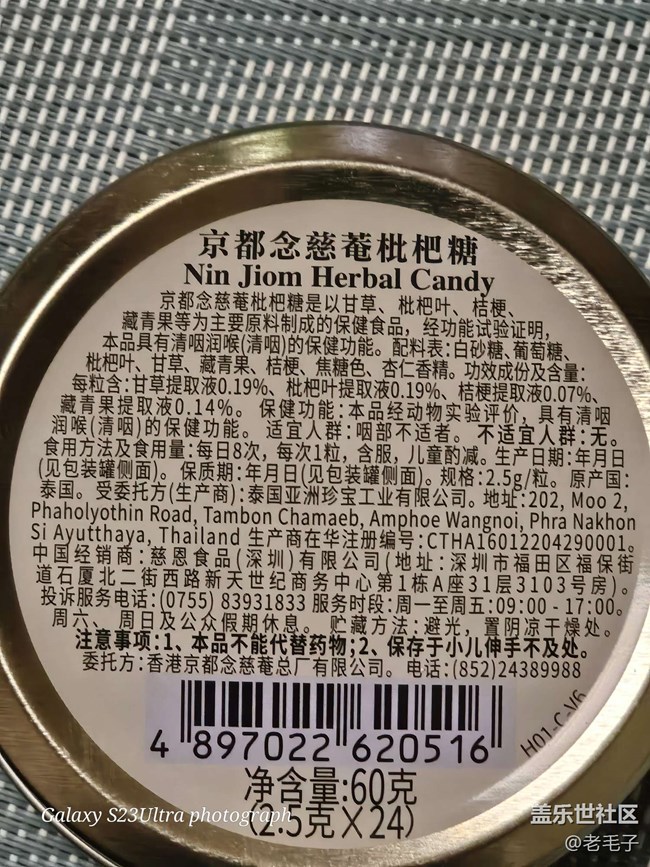 京都念慈菴枇杷糖
Nin Jiom Herbal Candy
京都念慈菴枇杷糖是以甘草、枇杷叶、桔梗、
藏青果等为主要原料制成的保健食品，经功能试验证明，
本品具有清咽润喉(清咽)的保健功能。配料表:白砂糖、葡萄糖、
枇杷叶、甘草、藏青果、桔梗、焦糖色、杏仁香精。功效成份及含量:
每粒含:甘草提取液0.19%、枇杷叶提取液0.19%、桔梗提取液0.07%、
藏青果提取液0.14%。保健功能:本品经动物实验评价,具有清咽
润喉(清咽)的保健功能。适宜人群:咽部不适者。不适宜人群:无。
食用方法及食用量:每日8次，每次1粒，含服，儿童酌减。生产日期:年月日
(见包装罐侧面)。保质期:年月日(见包装罐侧面)。规格:2.5g/粒。原产国:
泰国。受委托方(生产商):泰国亚洲珍宝工业有限公司。地址:202, Moo 2,
Phaholyothin Road, Tambon Chamaeb, Amphoe Wangnoi, Phra Nakhon
Si Ayutthaya, Thailand 生产商在华注册编号:CTHA16012204290001。
中国经销商:慈恩食品(深圳)有限公司(地址:深圳市福田区福保街
道石厦北二街西路新天世纪商务中心第1栋A座31层3103号房)。
投诉服务电话:(0755) 83931833 服务时段:周一至周五:09:00 - 17:00。
周六、周日及公众假期休息。贮藏方法:避光，置阴凉干燥处。
注意事项:1、本品不能代替药物;2、保存于小儿伸手不及处。
委托方:香港京都念慈菴总厂有限公司。电话:(852)24389988
4 897022 620516
H01-C-V6
净含量:60克
(2.5克×24)
Galaxy S23Ultra photograph
盖乐世社区
@老毛子